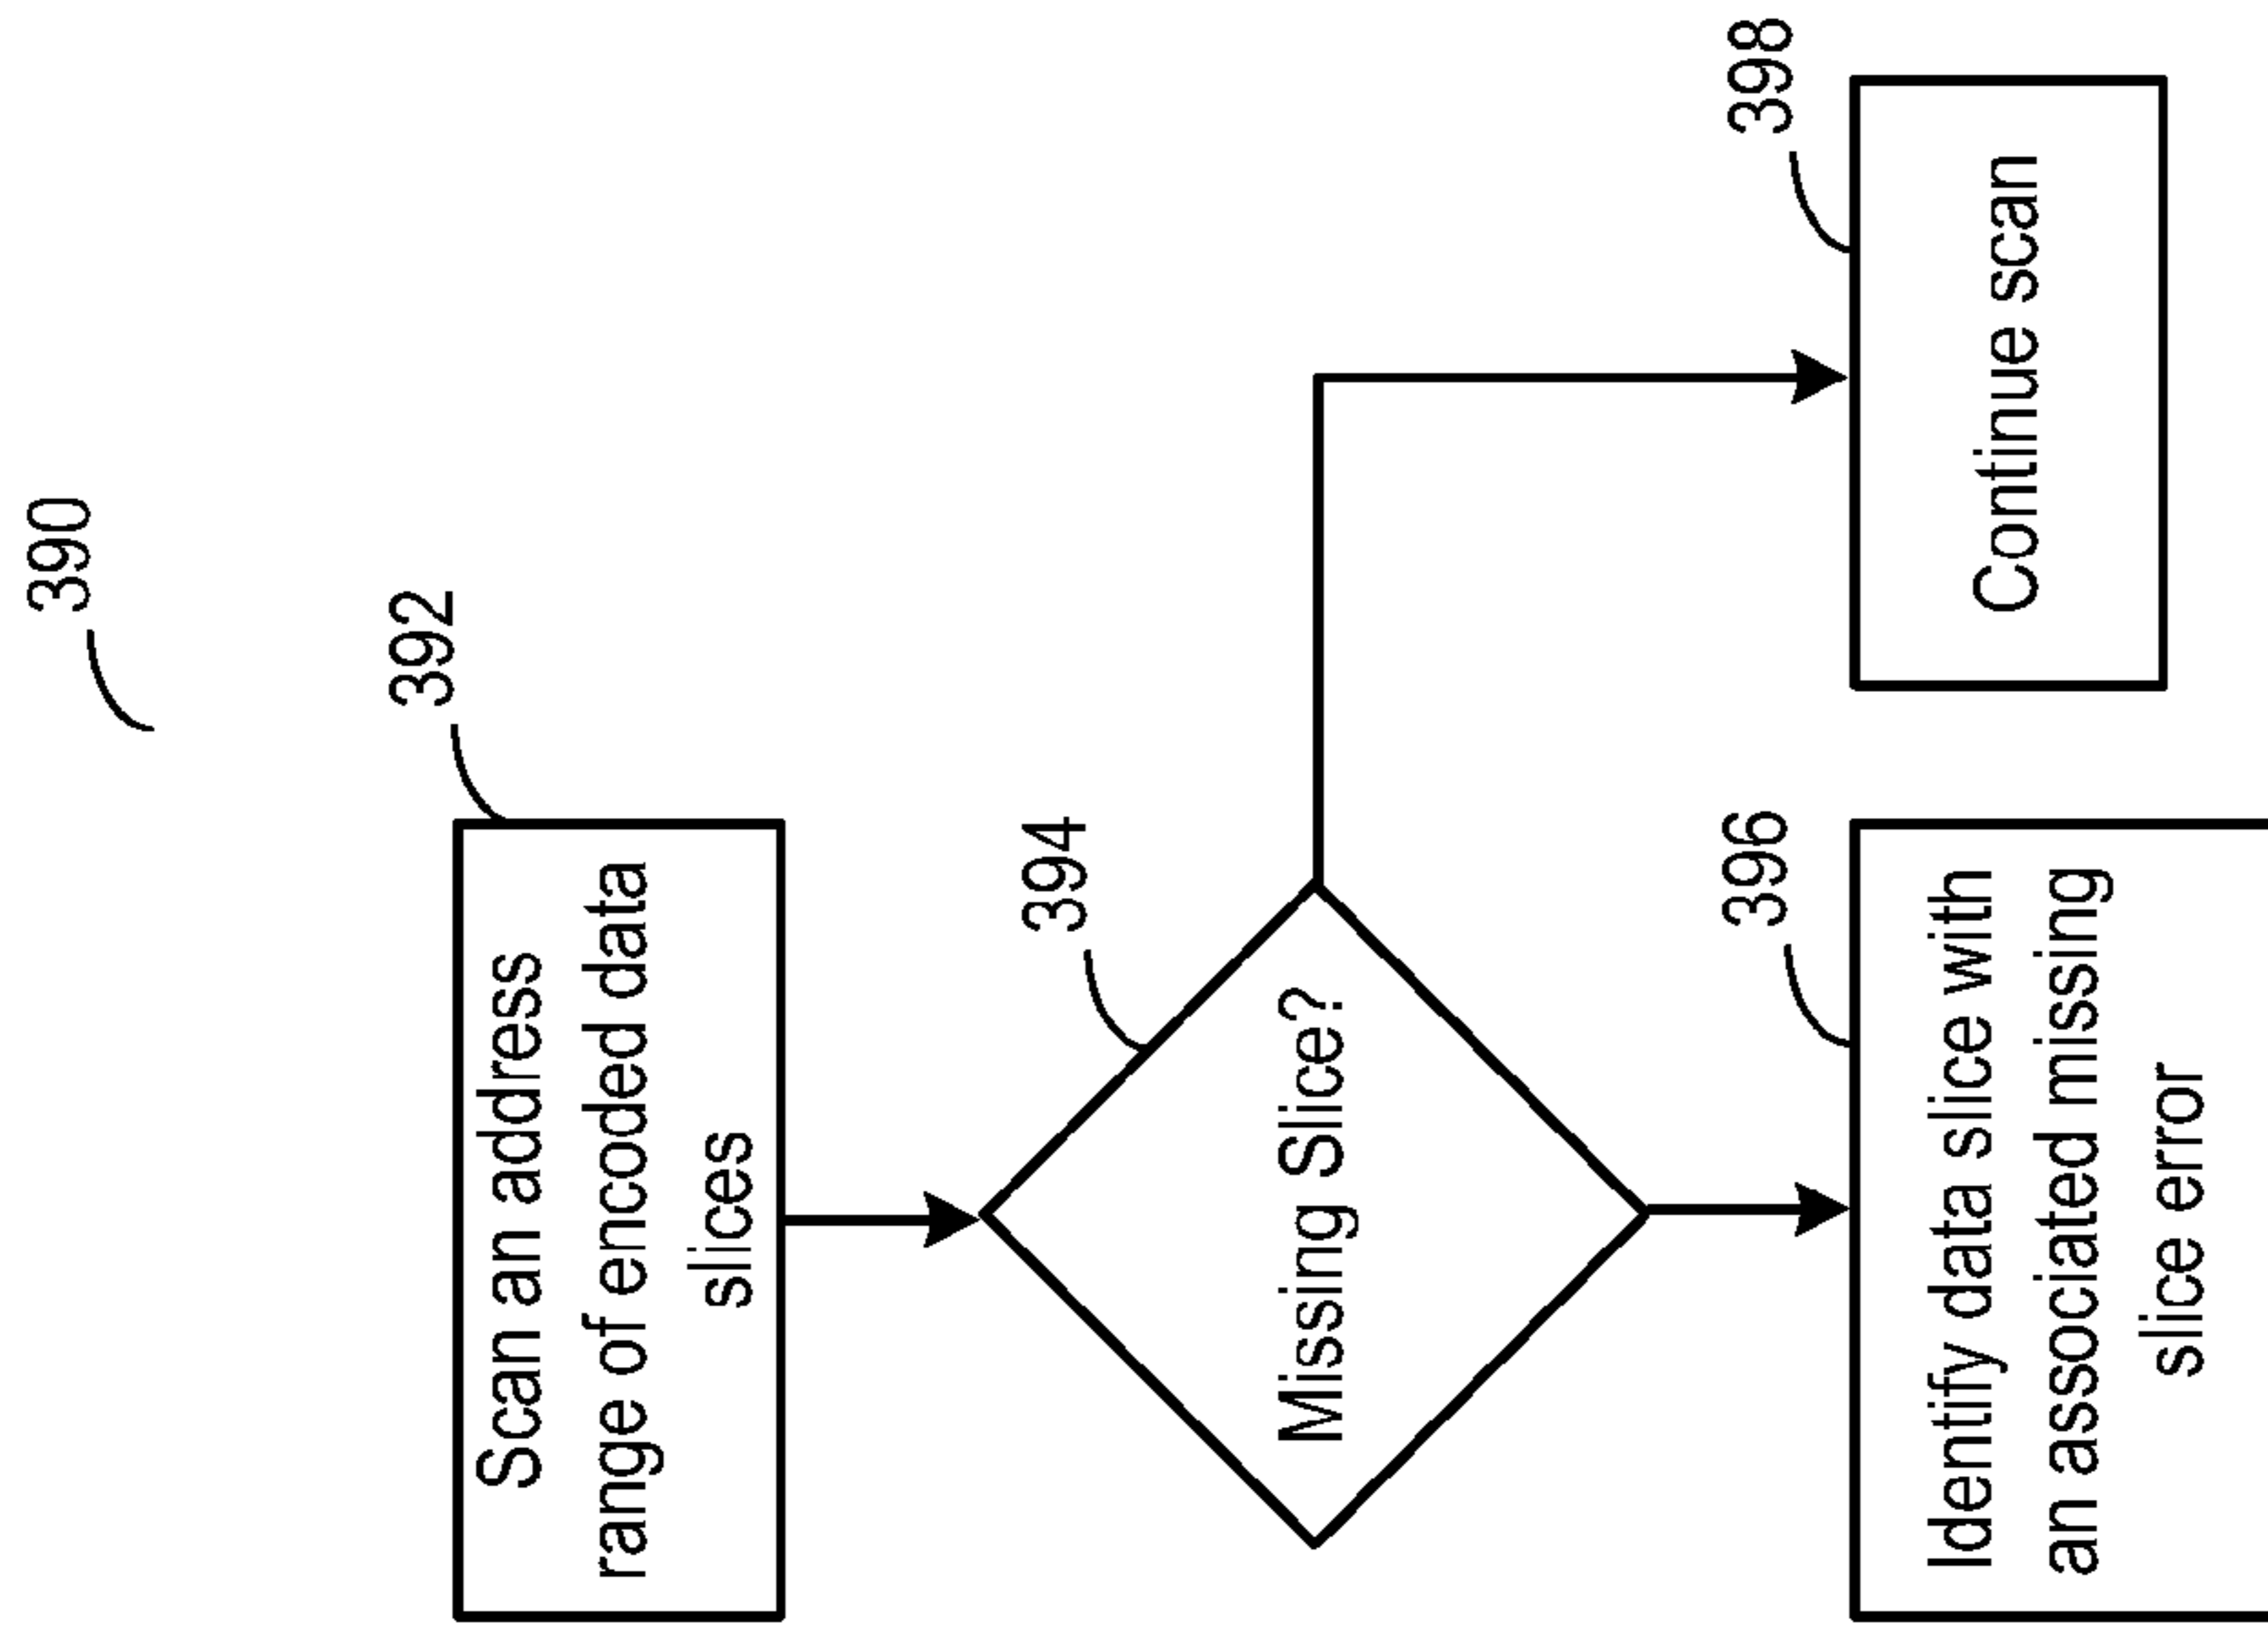 390
392
Scan an address
range of encoded data
slices
394
Missing Slice?
396
Identify data slice with
an associated missing
slice error
398
Continue scan